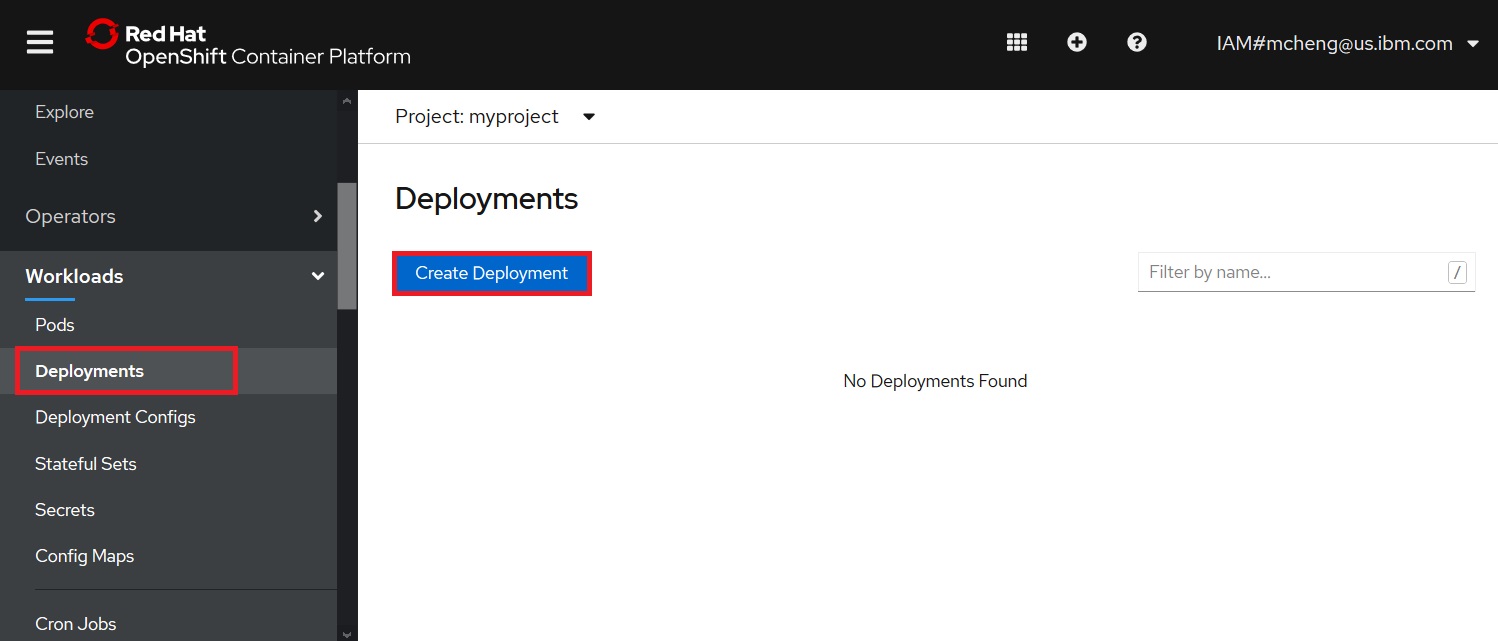 Red Hat
OpenShift Container Platform
IAM#mcheng@us.ibm.com
Explore
Events
Operators
Workloads
Pods
Deployments
Deployment Configs
Stateful Sets
Secrets
Config Maps
Cron Jobs
Project: myproject
Deployments
Create Deployment
Filter by name...
/
No Deployments Found